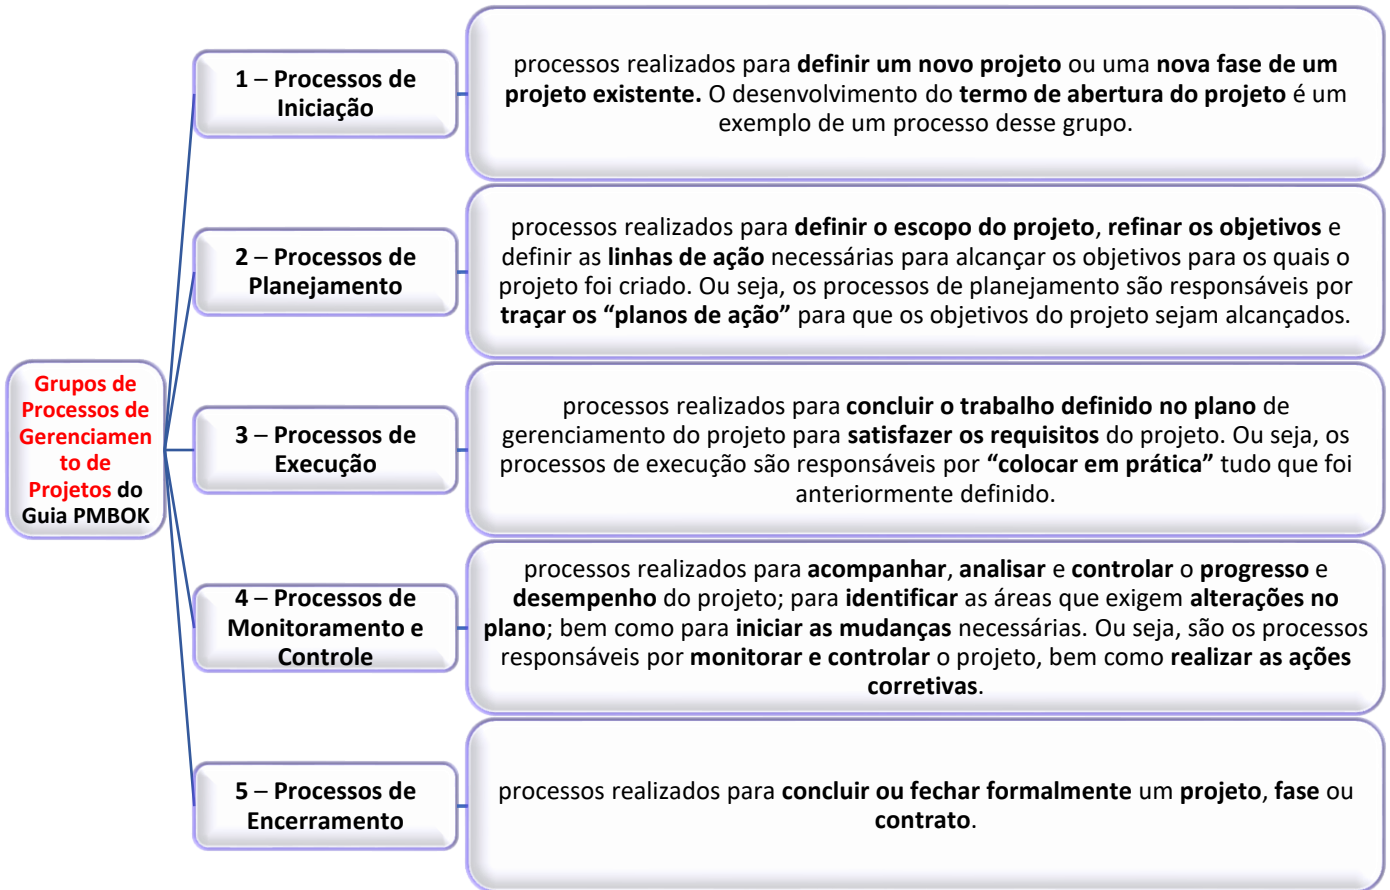 Grupos de
Processos de
Gerenciamen
to de
Projetos do
Guia PMBOK
1 – Processos de
Iniciação
processos realizados para definir um novo projeto ou uma nova fase de um
projeto existente. O desenvolvimento do termo de abertura do projeto é um
exemplo de um processo desse grupo.
2 – Processos de
Planejamento
processos realizados para definir o escopo do projeto, refinar os objetivos e
definir as linhas de ação necessárias para alcançar os objetivos para os quais o
projeto foi criado. Ou seja, os processos de planejamento são responsáveis por
traçar os “planos de ação” para que os objetivos do projeto sejam alcançados.
3 – Processos de
Execução
processos realizados para concluir o trabalho definido no plano de
gerenciamento do projeto para satisfazer os requisitos do projeto. Ou seja, os
processos de execução são responsáveis por “colocar em prática” tudo que foi
anteriormente definido.
4 – Processos de
Monitoramento e
Controle
processos realizados para acompanhar, analisar e controlar o progresso e
desempenho do projeto; para identificar as áreas que exigem alterações no
plano; bem como para iniciar as mudanças necessárias. Ou seja, são os processos
responsáveis por monitorar e controlar o projeto, bem como realizar as ações
corretivas.
5 – Processos de
Encerramento
processos realizados para concluir ou fechar formalmente um projeto, fase ou
contrato.